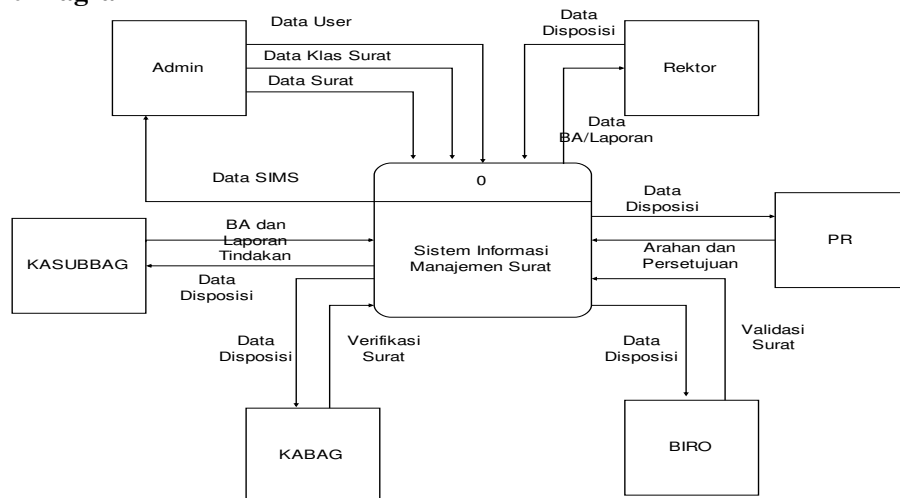 Data User
Data
Disposisi
Admin
Data Klas Surat
Rektor
Data Surat
Data
BA/Laporan
Data SIMS
0
Data
Disposisi
BA dan
Laporan
Tindakan
KASUBBAG
Sistem Informasi
Manajemen Surat
Arahan dan
Persetujuan
PR
Data
Disposisi
Data
Disposisi
Verifikasi
Surat
Data
Disposisi
Validasi
Surat
KABAG
BIRO